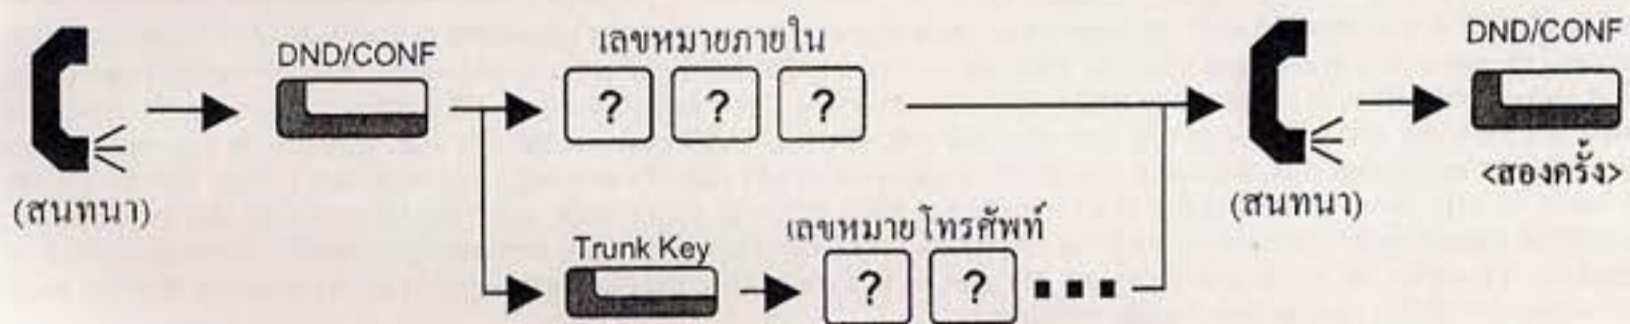 DND/CONF
เลขหมายภายใน
? ? ?
(สนทนา)
Trunk Key
เลขหมายโทรศัพท์
? ?
(สนทนา)
DND/CONF
<สองครั้ง>